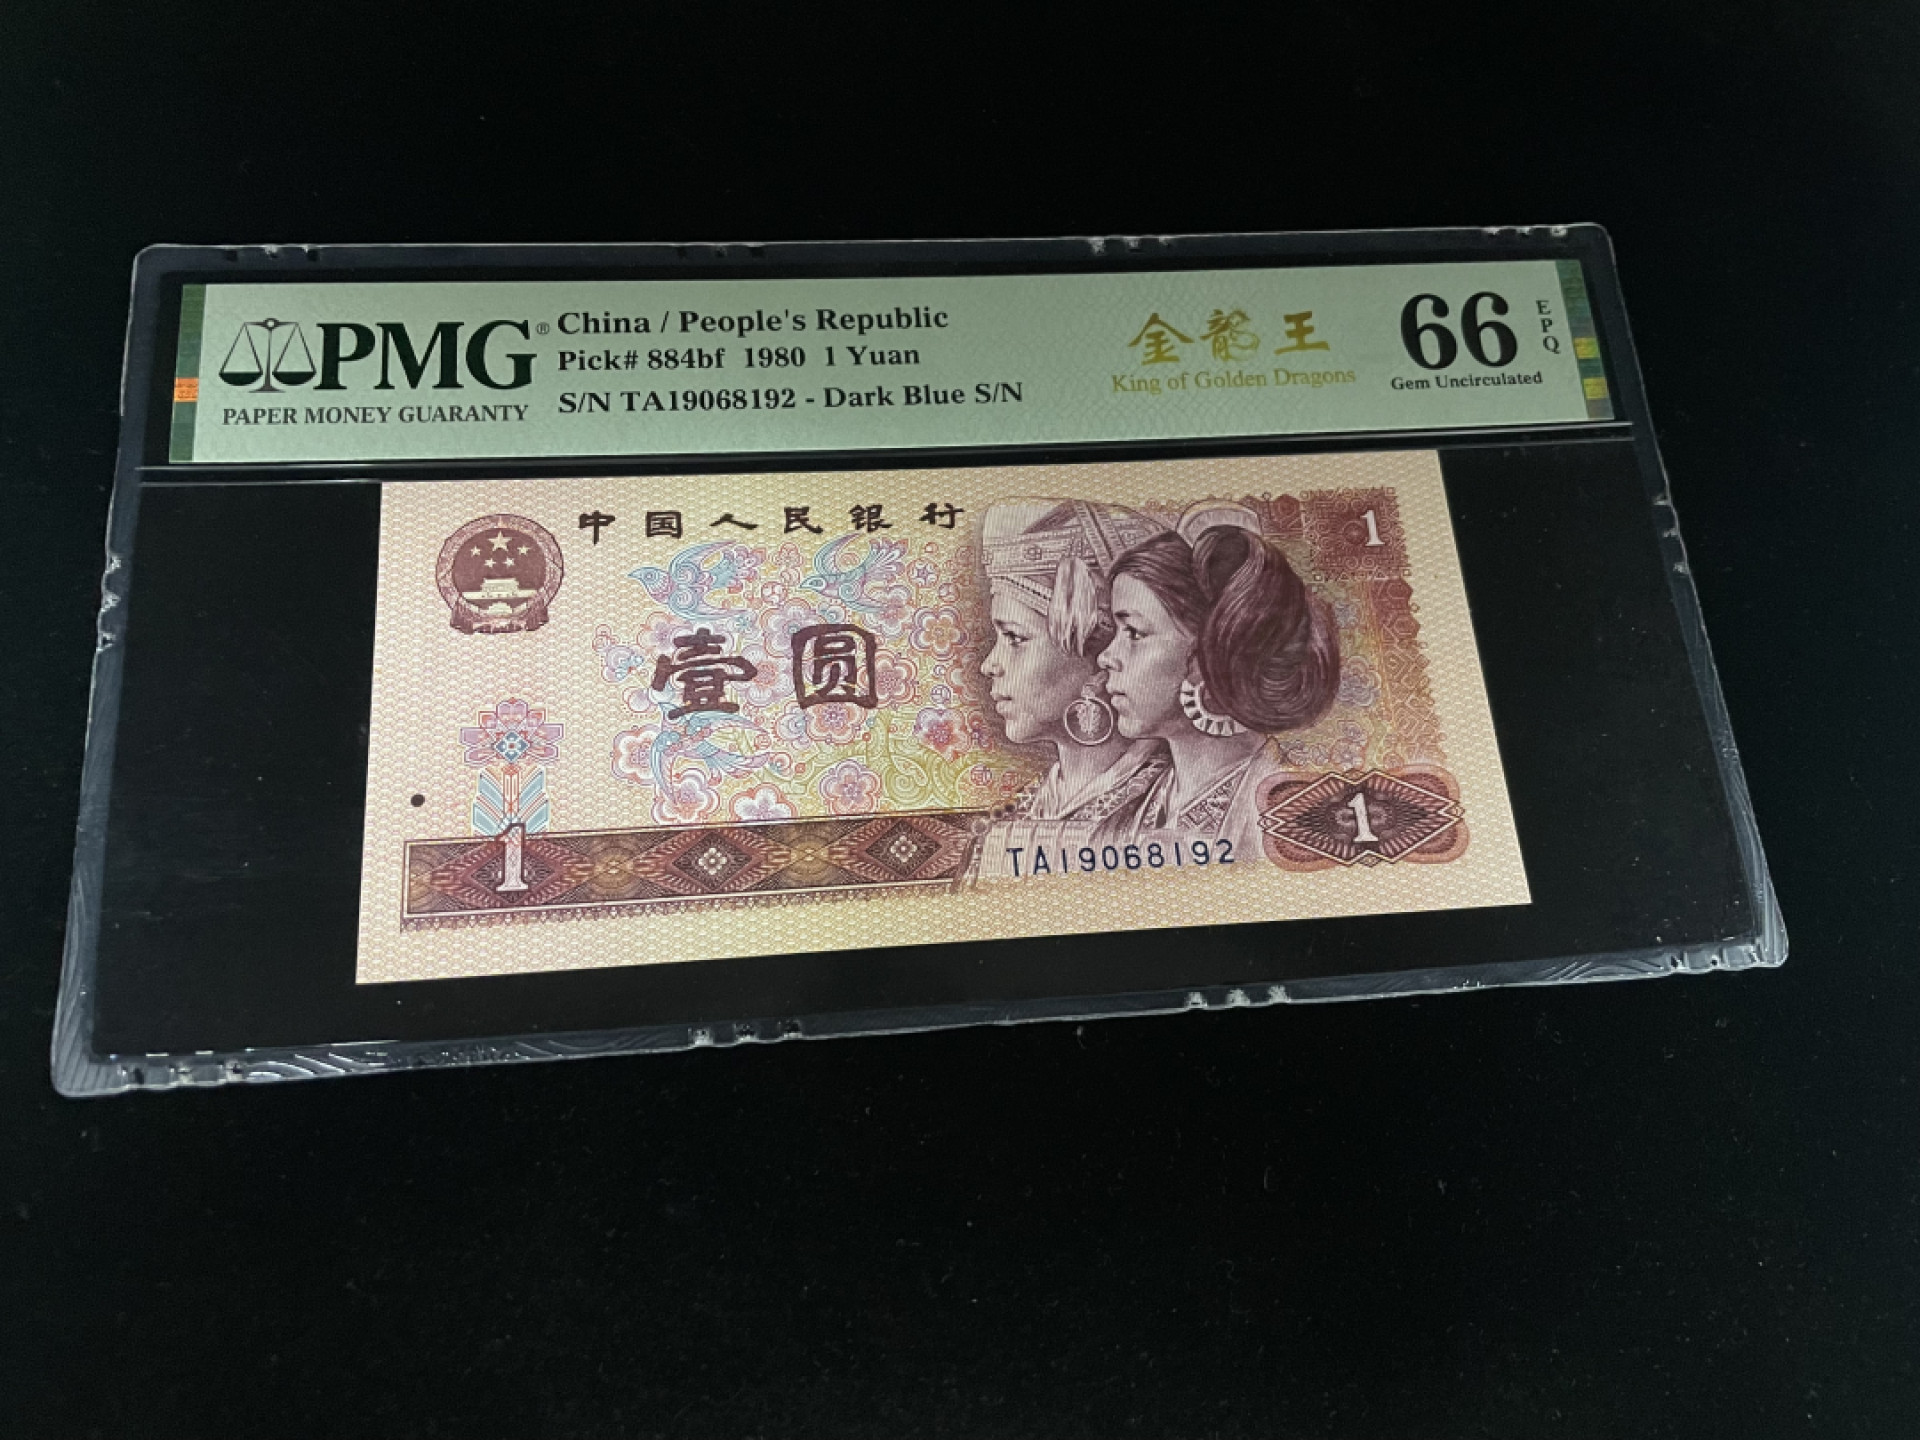 PMG®
PAPER MONEY GUARANTY
China / People's Republic
Pick# 884bf 1980 1 Yuan
S/N TA19068192 - Dark Blue S/N
金龍王
King of Golden Dragons
66
EPQ
Gem Uncirculated
中国人民银行
1
壹圆
1
1
TA19068192